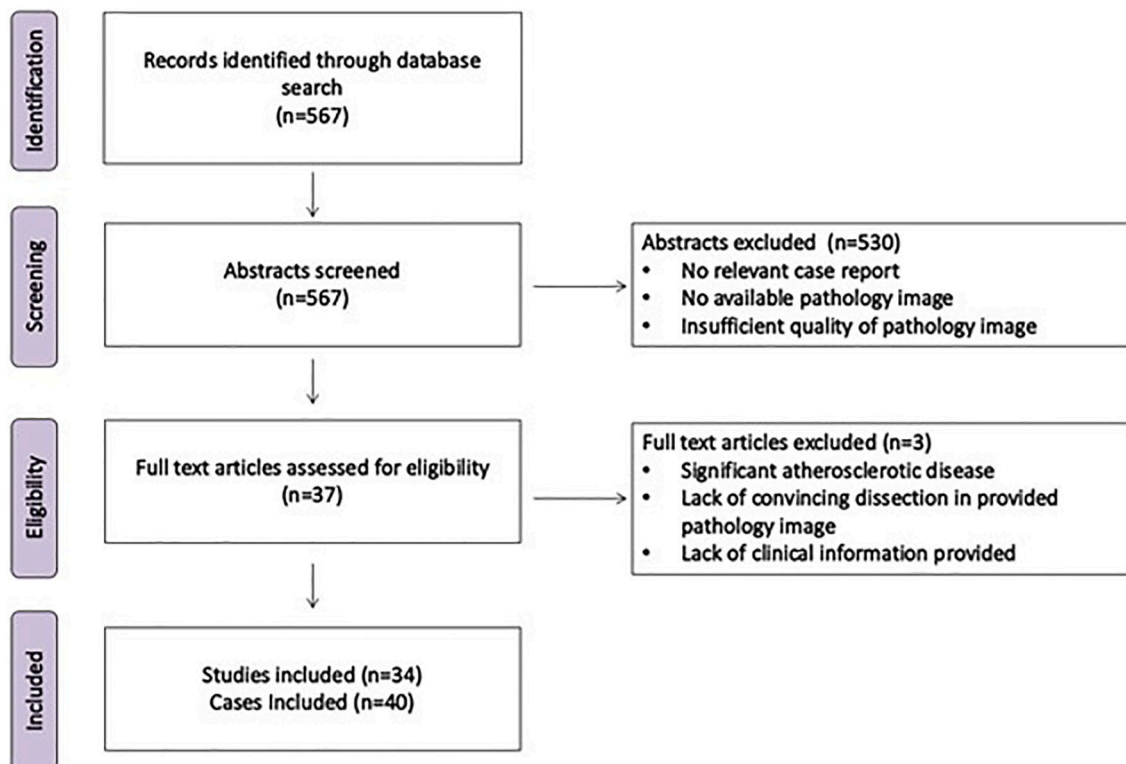 Identification
Records identified through database
search
(n=567)
Screening
Abstracts screened
(n=567)
Abstracts excluded  (n=530)
• No relevant case report
• No available pathology image
• Insufficient quality of pathology image
Eligibility
Full text articles assessed for eligibility
(n=37)
Full text articles excluded (n=3)
• Significant atherosclerotic disease
• Lack of convincing dissection in provided
pathology image
• Lack of clinical information provided
Included
Studies included (n=34)
Cases Included (n=40)